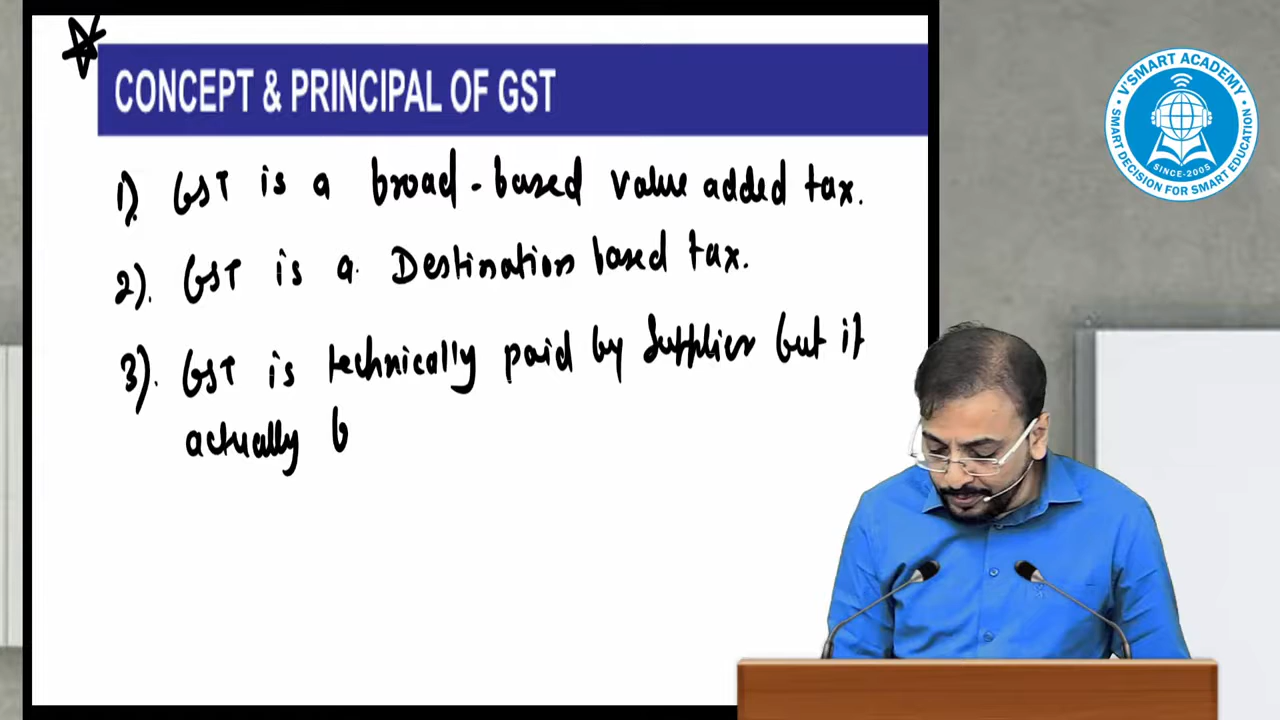 CONCEPT & PRINCIPAL OF GST
1). GST is a broad-based value added tax.
2). GST is a Destination based tax.
3). GST is technically paid by supplier but it
actually b
V'SMART ACADEMY
SINCE-2005
SMART DECISION FOR SMART EDUCATION